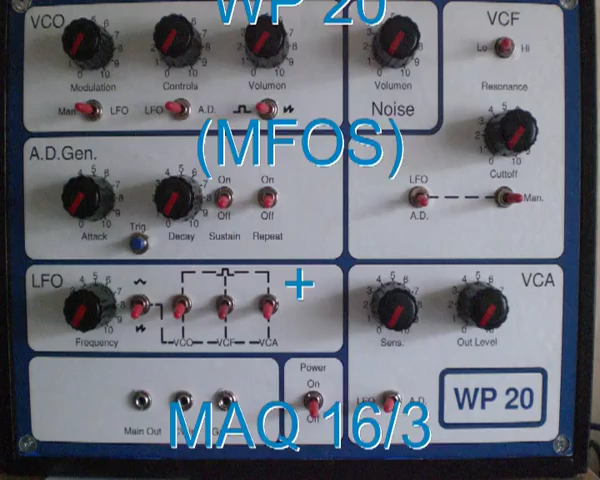 WP 20
(MFOS)
+
MAQ 16/3
VCO
VCF
Lo Hi
Modulation Controls Volumen Volumen
Resonance
Man. LFO LFO A.D.
Noise
A.D.Gen.
On On
Cuttoff
LFO
Man.
A.D.
Trig
Off Off
Attack Decay Sustain Repeat
LFO
VCA
Frequency
VCO VCF VCA
Sens. Out Level
Power
On
Off
LFO A.D.
WP 20
Main Out